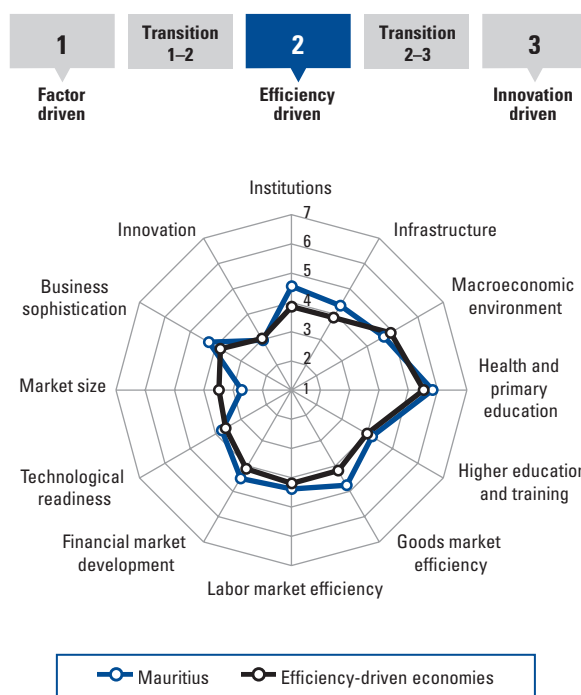 1
Transition
1–2
2
Transition
2–3
3
Factor
driven
Efficiency
driven
Innovation
driven
Institutions
Infrastructure
Macroeconomic
environment
Health and
primary
education
Higher education
and training
Goods market
efficiency
Labor market efficiency
Financial market
development
Technological
readiness
Market size
Business
sophistication
Innovation
7
6
5
4
3
2
1
Mauritius
Efficiency-driven economies